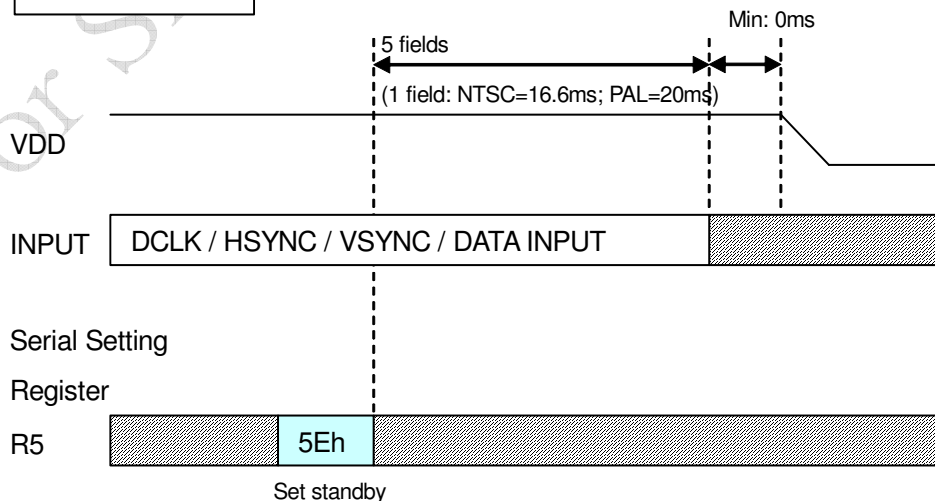 or S
Min: 0ms
5 fields
(1 field: NTSC=16.6ms; PAL=20ms)
VDD
INPUT DCLK / HSYNC / VSYNC / DATA INPUT
Serial Setting
Register
R5 5Eh
Set standby